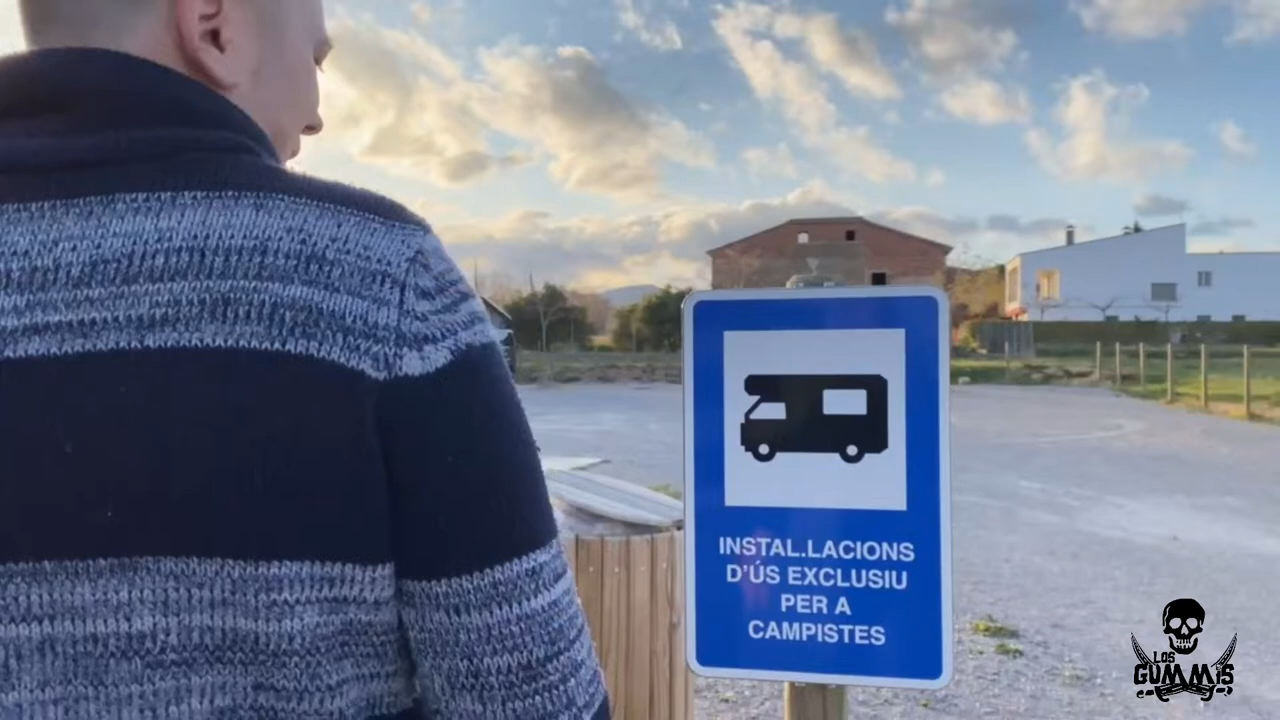 INSTAL.LACIONS
D'ÚS EXCLUSIU
PER A
CAMPISTES
LOS
GUMMIS